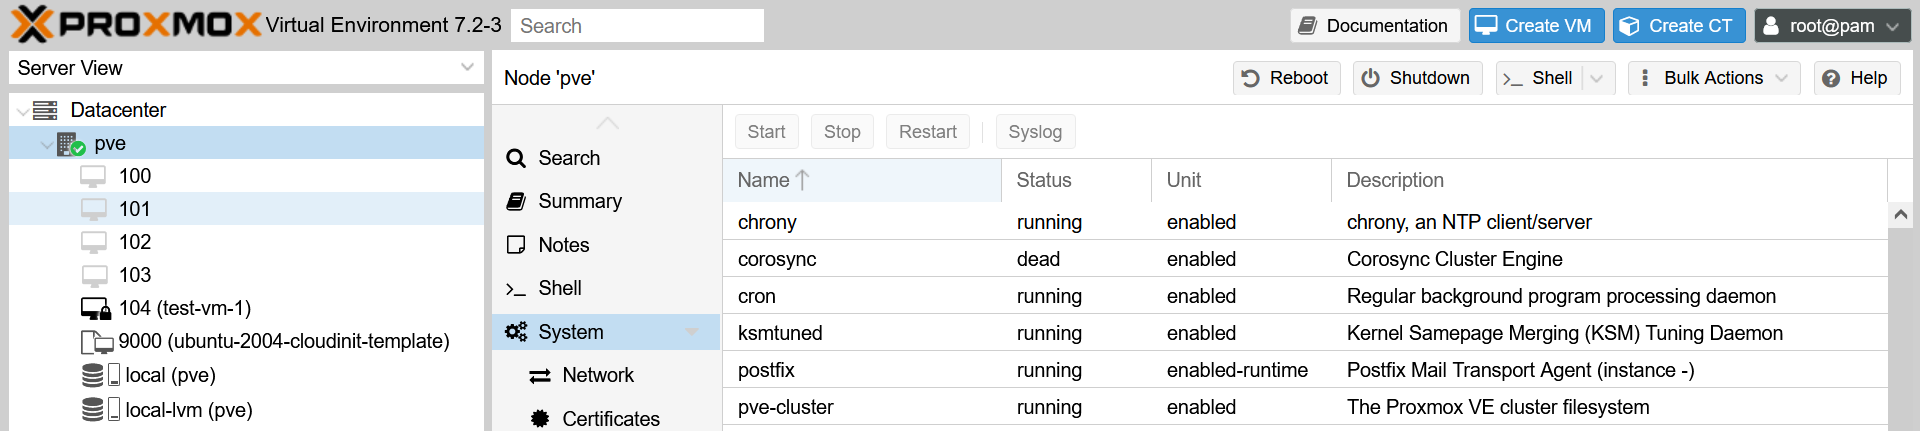 PROXMOX Virtual Environment 7.2-3 Search Documentation Create VM Create CT root@pam
Server View
Datacenter
pve
100
101
102
103
104 (test-vm-1)
9000 (ubuntu-2004-cloudinit-template)
local (pve)
local-lvm (pve)
Node 'pve' Reboot Shutdown >_ Shell Bulk Actions Help
Search
Summary
Notes
>_ Shell
System
Network
Certificates
Start Stop Restart Syslog
Name Status Unit Description
chrony running enabled chrony, an NTP client/server
corosync dead enabled Corosync Cluster Engine
cron running enabled Regular background program processing daemon
ksmtuned running enabled Kernel Samepage Merging (KSM) Tuning Daemon
postfix running enabled-runtime Postfix Mail Transport Agent (instance -)
pve-cluster running enabled The Proxmox VE cluster filesystem